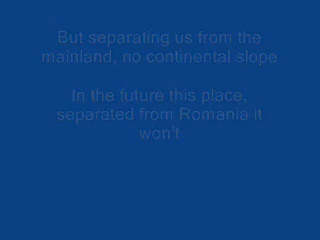 But separating us from the
mainland, no continental slope
In the future this place,
separated from Romania it
won't